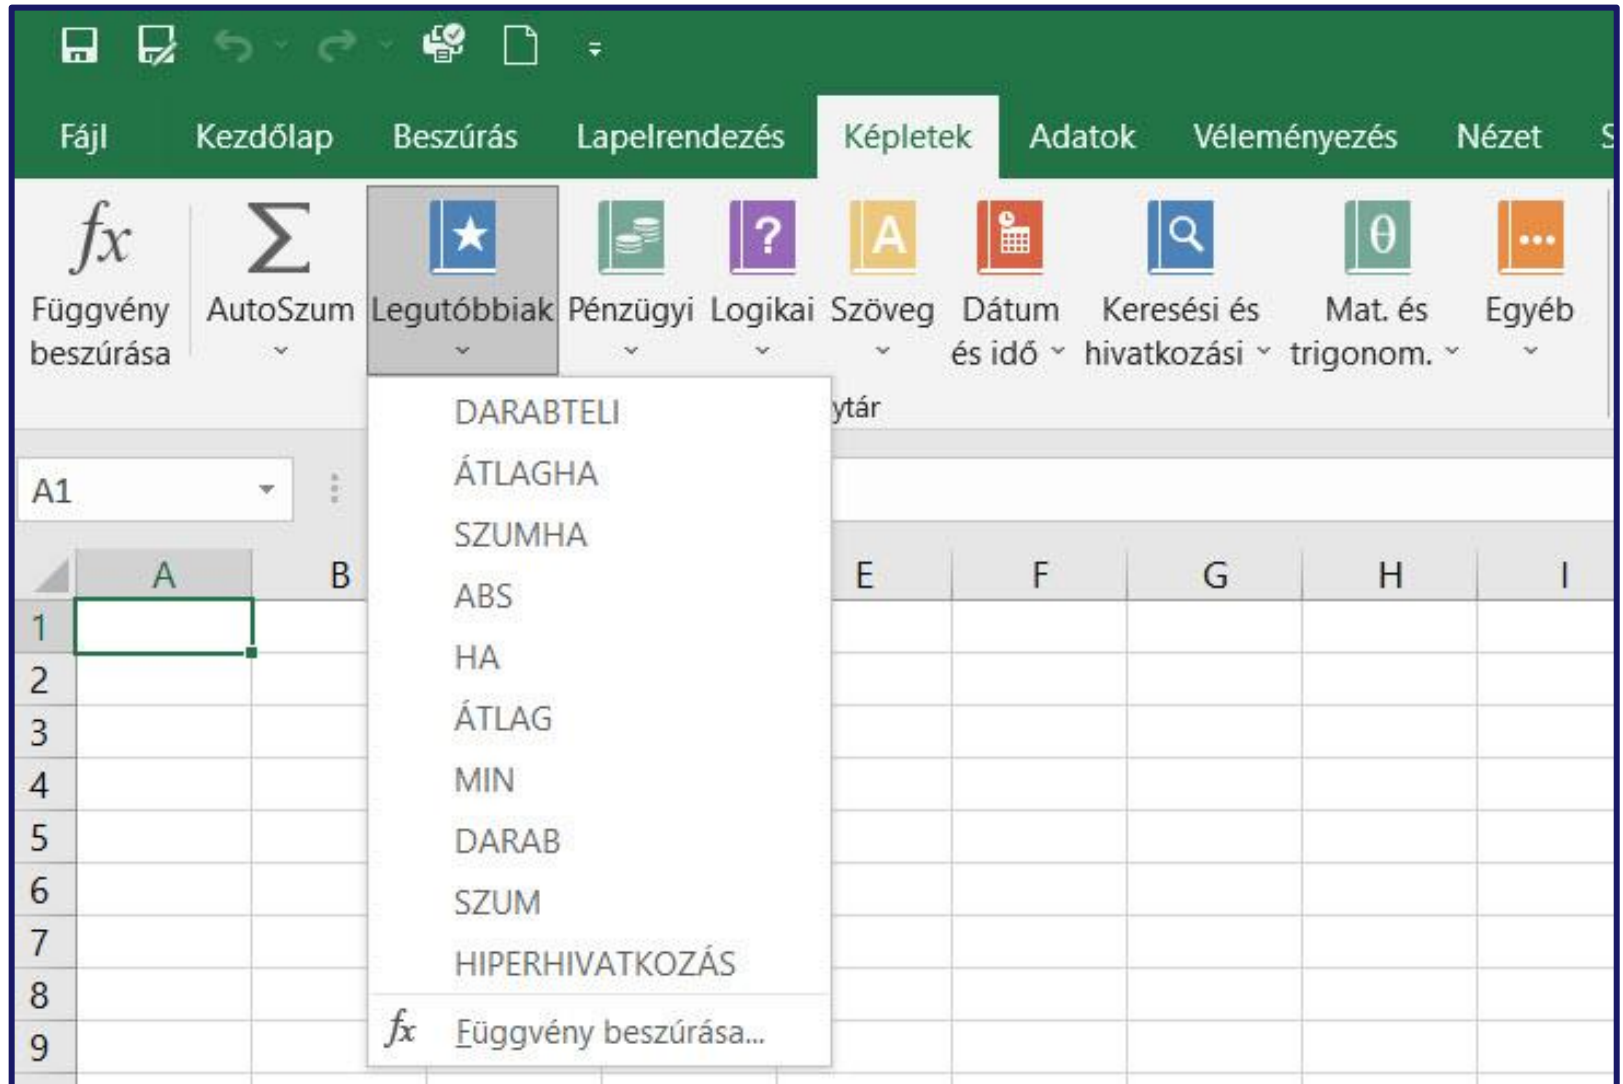 Fájl Kezdőlap Beszúrás Lapelrendezés Képletek Adatok Véleményezés Nézet S
fx Σ A ? θ
Függvény beszúrása
AutoSzum
Legutóbbiak
Pénzügyi
Logikai
Szöveg
Dátum és idő
Keresési és hivatkozási
Mat. és trigonom.
Egyéb
ytár
DARABTELI
ÁTLAGHA
SZUMHA
ABS
HA
ÁTLAG
MIN
DARAB
SZUM
HIPERHIVATKOZÁS
fx Függvény beszúrása...
A1
A B E F G H I
1
2
3
4
5
6
7
8
9